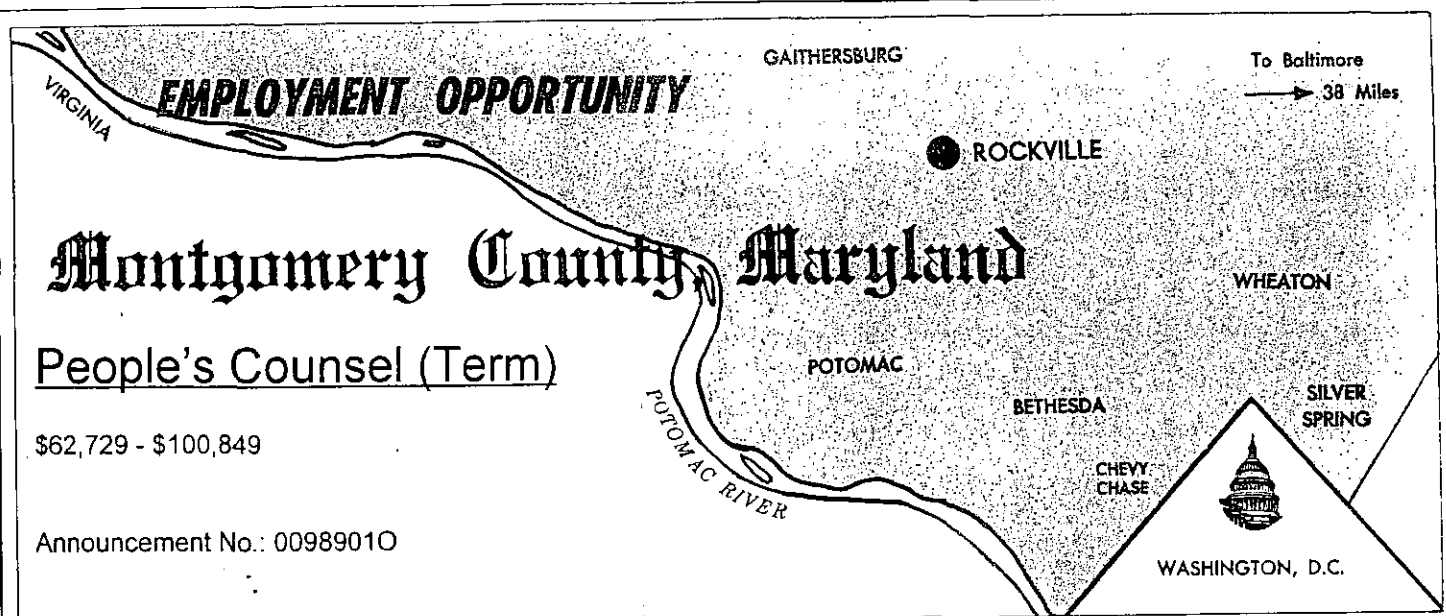 GAITHERSBURG
To Baltimore
38 Miles
VIRGINIA
EMPLOYMENT OPPORTUNITY
ROCKVILLE
Montgomery County, Maryland
WHEATON
People's Counsel (Term)
POTOMAC
BETHESDA
SILVER
SPRING
$62,729 - $100,849
POTOMAC RIVER
CHEVY
CHASE
Announcement No.: 0098901O
WASHINGTON, D.C.